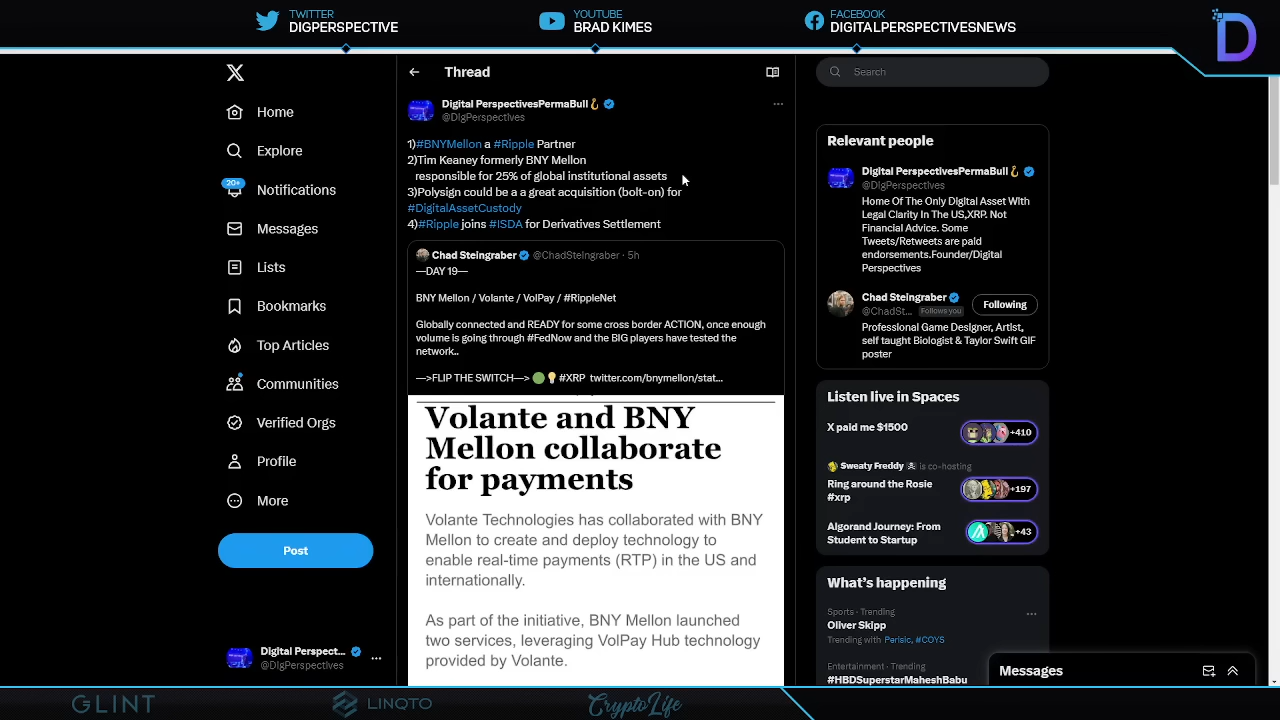 TWITTER
DIGPERSPECTIVE
YOUTUBE
BRAD KIMES
FACEBOOK
DIGITALPERSPECTIVESNEWS
D
Home
Explore
20+
Notifications
Messages
Lists
Bookmarks
Top Articles
Communities
Verified Orgs
Profile
More
Post
Digital Perspect...
@DIgPerspectives
Thread
Digital PerspectivesPermaBull
@DIgPerspectives
1)#BNYMellon a #Ripple Partner
2)Tim Keaney formerly BNY Mellon
responsible for 25% of global institutional assets
3)Polysign could be a a great acquisition (bolt-on) for
#DigitalAssetCustody
4)#Ripple joins #ISDA for Derivatives Settlement
Chad Steingraber @ChadSteingraber · 5h
—DAY 19—
BNY Mellon / Volante / VolPay / #RippleNet
Globally connected and READY for some cross border ACTION, once enough
volume is going through #FedNow and the BIG players have tested the
network..
—>FLIP THE SWITCH—> 🟢💡 #XRP twitter.com/bnymellon/stat...
Volante and BNY
Mellon collaborate
for payments
Volante Technologies has collaborated with BNY
Mellon to create and deploy technology to
enable real-time payments (RTP) in the US and
internationally.
As part of the initiative, BNY Mellon launched
two services, leveraging VolPay Hub technology
provided by Volante.
Search
Relevant people
Digital PerspectivesPermaBull
@DIgPerspectives
Home Of The Only Digital Asset With
Legal Clarity In The US,XRP. Not
Financial Advice. Some
Tweets/Retweets are paid
endorsements.Founder/Digital
Perspectives
Chad Steingraber
@ChadSt... Follows you
Following
Professional Game Designer, Artist,
self taught Biologist & Taylor Swift GIF
poster
Listen live in Spaces
X paid me $1500
+410
Sweaty Freddy is co-hosting
Ring around the Rosie
#xrp
+197
Algorand Journey: From
Student to Startup
+43
What's happening
Sports · Trending
Oliver Skipp
Trending with Perisic, #COYS
Entertainment · Trending
#HBDSuperstarMaheshBabu
Messages
GLINT
LINQTO
CryptoLife